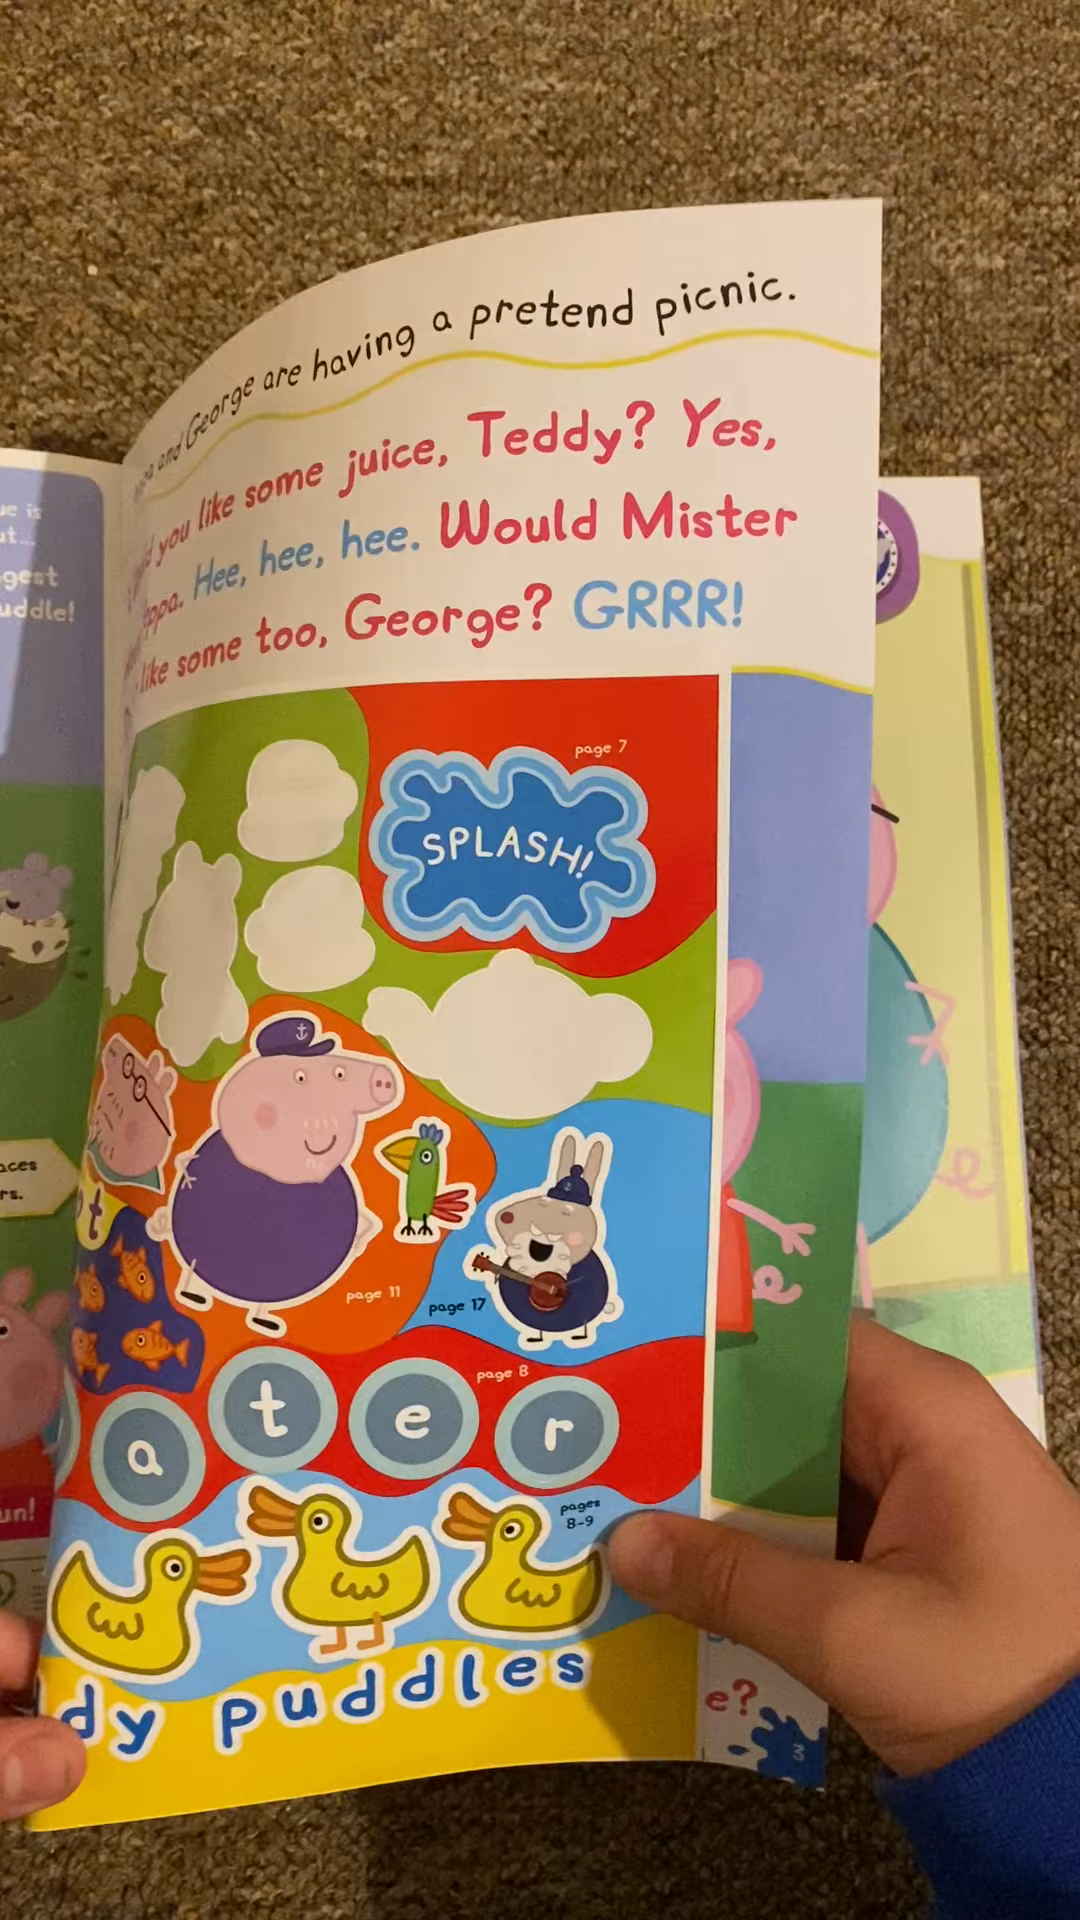 and George are having a pretend picnic.
you like some juice, Teddy? Yes,
Hee, hee, hee. Would Mister
like some too, George? GRRR!
page 7
SPLASH!
page 11
page 17
page 8
a t e r
pages
8-9
dy puddles
e?
3
ue is
ut...
ggest
uddle!
aces
rs.
un!
t